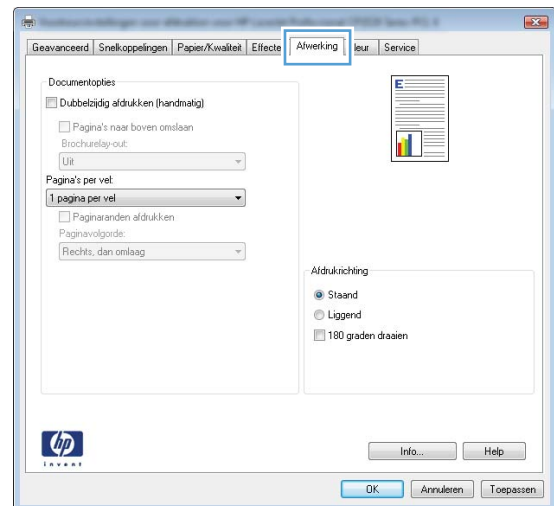 Geavanceerd Snelkoppelingen Papier/Kwaliteit Effecte Afwerking leur Service
Documentopties
Dubbelzijdig afdrukken (handmatig)
Pagina's naar boven omslaan
Brochurelay-out:
Uit
Pagina's per vel:
1 pagina per vel
Paginaranden afdrukken
Paginavolgorde:
Rechts, dan omlaag
E
Afdrukrichting
Staand
Liggend
180 graden draaien
hp
invent
Info... Help
OK Annuleren Toepassen